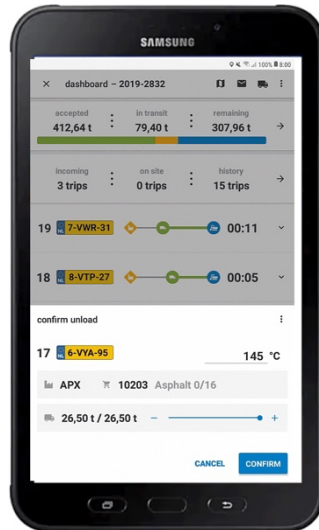 SAMSUNG
100% 8:00
dashboard – 2019-2832
accepted in transit remaining
412,64 t 79,40 t 307,96 t
incoming on site history
3 trips 0 trips 15 trips
19 NL 7-VWR-31 00:11
18 NL 8-VTP-27 00:05
confirm unload
17 NL 6-VYA-95 145 °C
APX 10203 Asphalt 0/16
26,50 t / 26,50 t − +
CANCEL CONFIRM